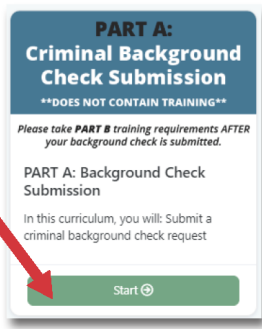 PART A:
Criminal Background
Check Submission
**DOES NOT CONTAIN TRAINING**
Please take PART B training requirements AFTER
your background check is submitted.
PART A: Background Check
Submission
In this curriculum, you will: Submit a
criminal background check request
Start